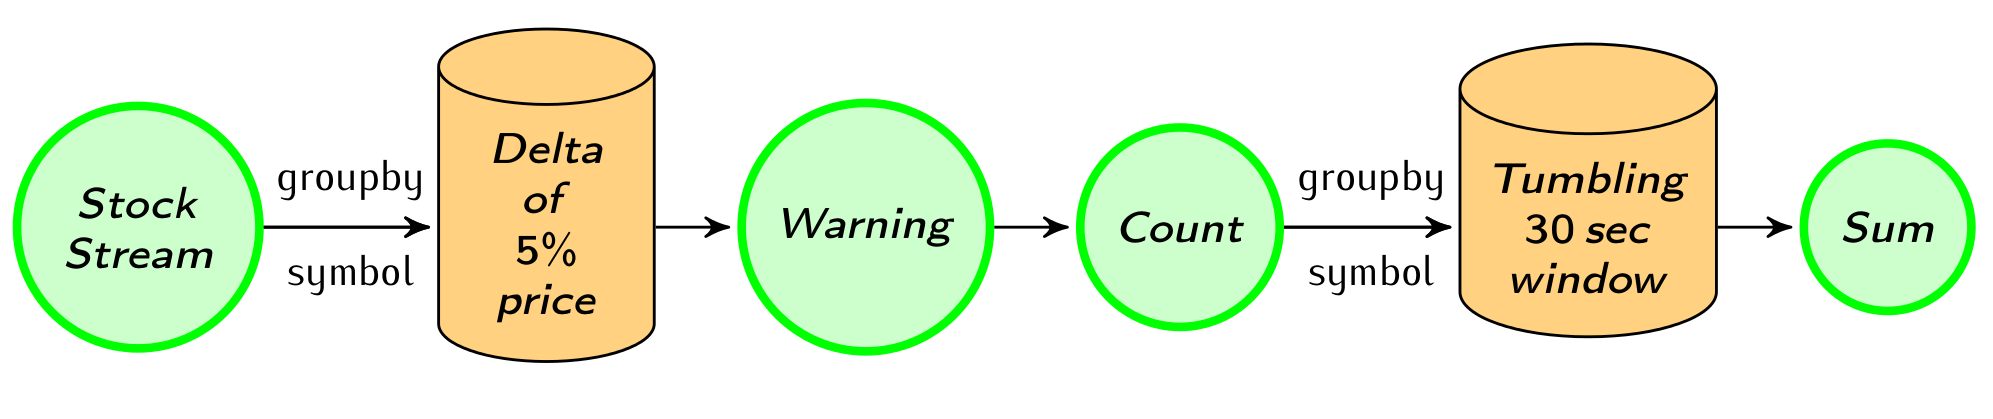 Stock
Stream
groupby
symbol
Delta
of
5%
price
Warning
Count
groupby
symbol
Tumbling
30 sec
window
Sum